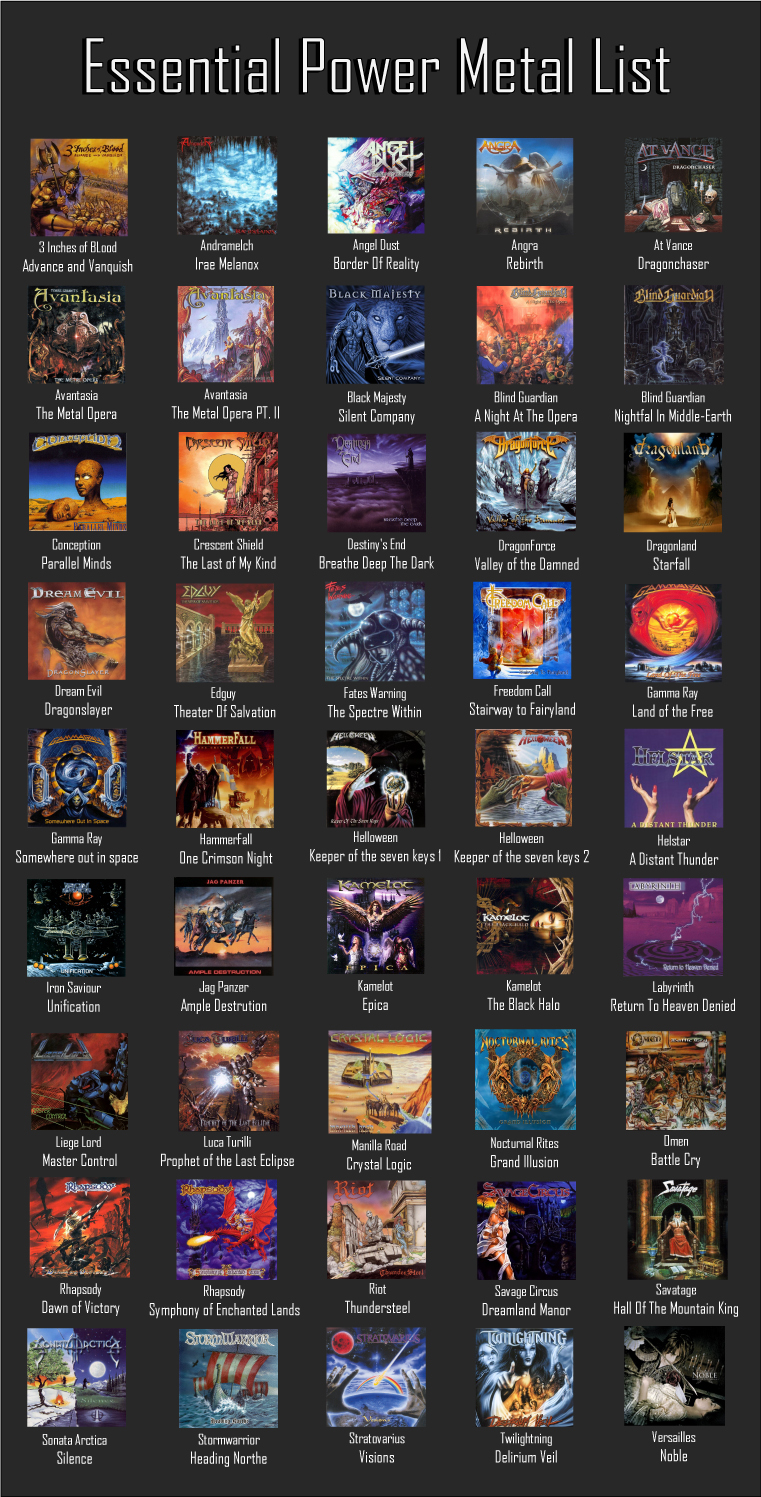 Essential Power Metal List
3 Inches of BLood
Advance and Vanquish
Andramelch
Irae Melanox
Angel Dust
Border Of Reality
Angra
Rebirth
At Vance
Dragonchaser
Avantasia
The Metal Opera
Avantasia
The Metal Opera PT. II
Black Majesty
Silent Company
Blind Guardian
A Night At The Opera
Blind Guardian
Nightfal In Middle-Earth
Conception
Parallel Minds
Crescent Shield
The Last of My Kind
Destiny's End
Breathe Deep The Dark
DragonForce
Valley of the Damned
Dragonland
Starfall
Dream Evil
Dragonslayer
Edguy
Theater Of Salvation
Fates Warning
The Spectre Within
Freedom Call
Stairway to Fairyland
Gamma Ray
Land of the Free
Gamma Ray
Somewhere out in space
HammerFall
One Crimson Night
Helloween
Keeper of the seven keys 1
Helloween
Keeper of the seven keys 2
Helstar
A Distant Thunder
Iron Saviour
Unification
Jag Panzer
Ample Destrution
Kamelot
Epica
Kamelot
The Black Halo
Labyrinth
Return To Heaven Denied
Liege Lord
Master Control
Luca Turilli
Prophet of the Last Eclipse
Manilla Road
Crystal Logic
Nocturnal Rites
Grand Illusion
Omen
Battle Cry
Rhapsody
Dawn of Victory
Rhapsody
Symphony of Enchanted Lands
Riot
Thundersteel
Savage Circus
Dreamland Manor
Savatage
Hall Of The Mountain King
Sonata Arctica
Silence
Stormwarrior
Heading Northe
Stratovarius
Visions
Twilightning
Delirium Veil
Versailles
Noble